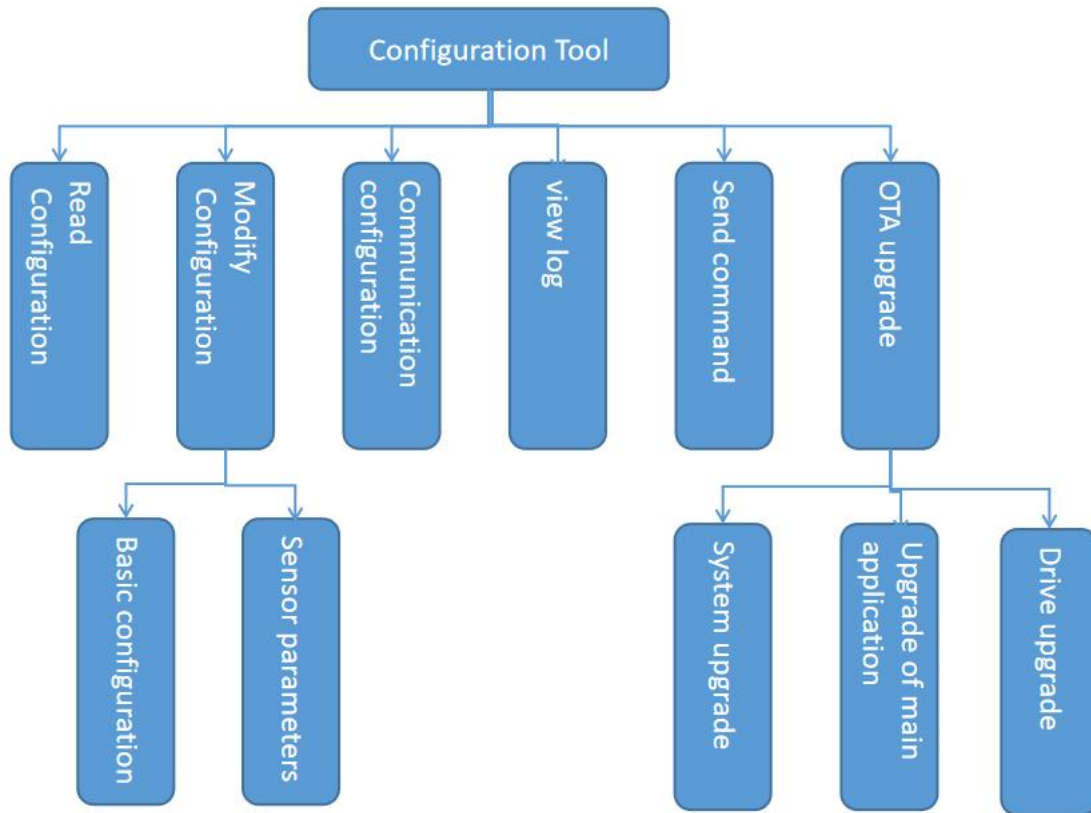 Configuration Tool
Read
Configuration
Modify
Configuration
Communication
configuration
view log
Send command
OTA upgrade
Basic configuration
Sensor parameters
System upgrade
Upgrade of main
application
Drive upgrade